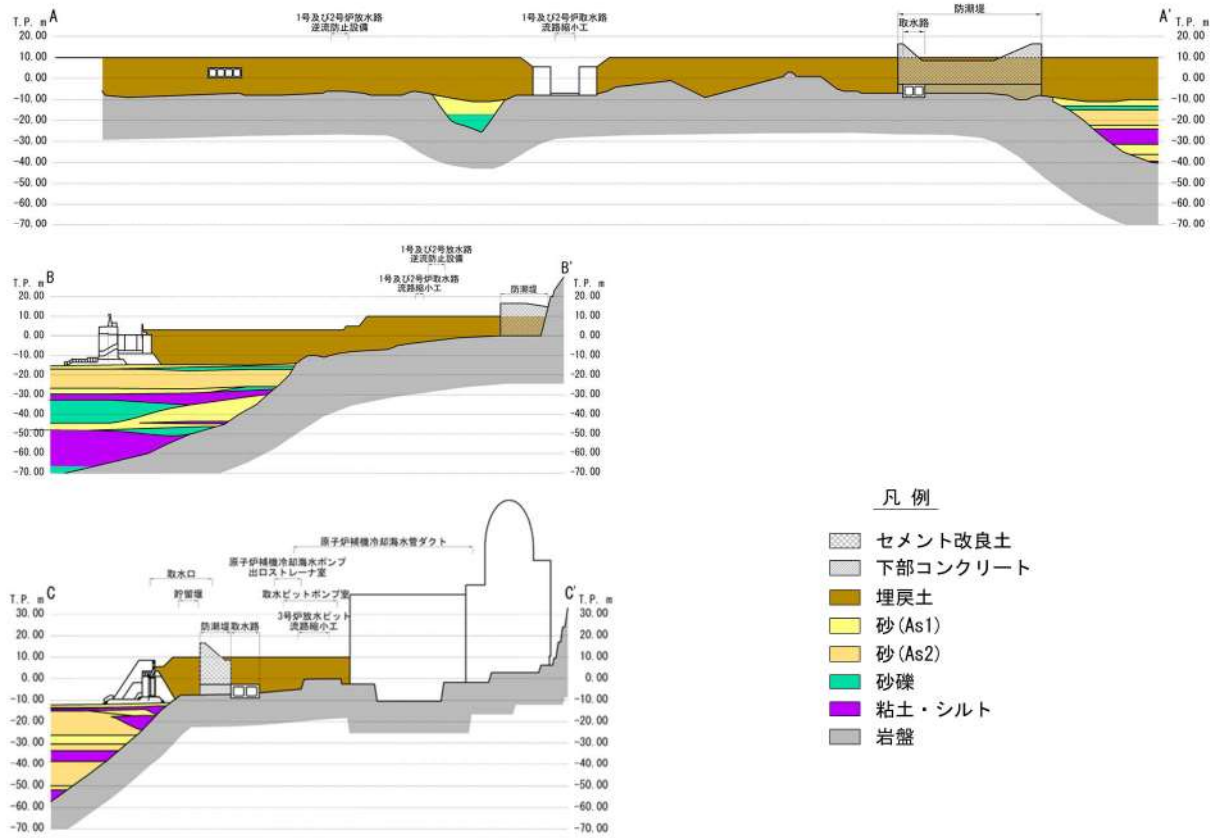 1号及び2号炉放水路
逆流防止設備
1号及び2号炉取水路
流路縮小工
防潮堤
取水路
T.P. m A
A' T.P. m
20.00
10.00
0.00
-10.00
-20.00
-30.00
-40.00
-50.00
-60.00
-70.00
20.00
10.00
0.00
-10.00
-20.00
-30.00
-40.00
-50.00
-60.00
-70.00
1号及び2号放水路
逆流防止設備
1号及び2号炉取水路
流路縮小工
防潮堤
T.P. m B
B' T.P. m
20.00
10.00
0.00
-10.00
-20.00
-30.00
-40.00
-50.00
-60.00
-70.00
20.00
10.00
0.00
-10.00
-20.00
-30.00
-40.00
-50.00
-60.00
-70.00
原子炉補機冷却海水管ダクト
原子炉補機冷却海水ポンプ
出口ストレーナ室
取水口
貯留堰
取水ピットポンプ室
3号炉放水ピット
流路縮小工
防潮堤 取水路
T.P. m C
C' T.P. m
30.00
20.00
10.00
0.00
-10.00
-20.00
-30.00
-40.00
-50.00
-60.00
-70.00
30.00
20.00
10.00
0.00
-10.00
-20.00
-30.00
-40.00
-50.00
-60.00
-70.00
凡 例
セメント改良土
下部コンクリート
埋戻土
砂(As1)
砂(As2)
砂礫
粘土・シルト
岩盤